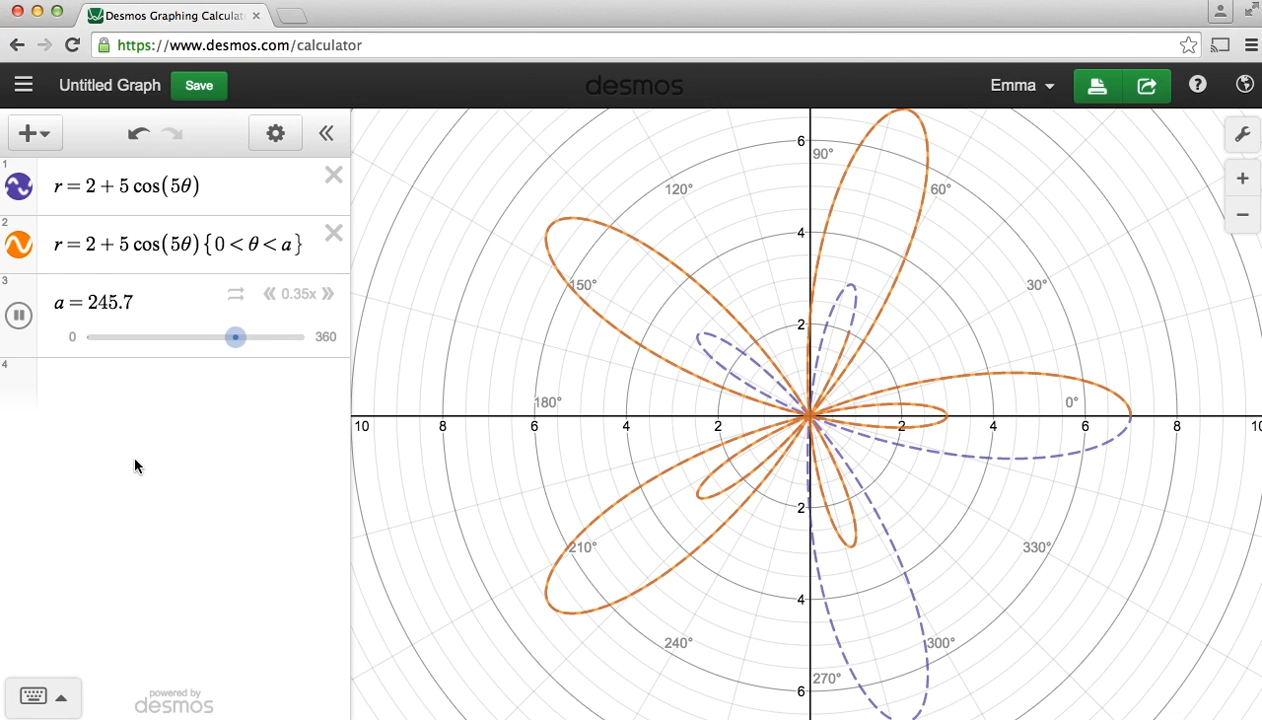 Desmos Graphing Calculat
https://www.desmos.com/calculator
Untitled Graph
Save
desmos
Emma
?
1
r = 2 + 5 cos(5θ)
2
r = 2 + 5 cos(5θ) {0 < θ < a}
3
a = 245.7
0.35x
0
360
4
powered by
desmos
6
90°
120°
60°
4
150°
30°
2
180°
0°
10
8
6
4
2
2
4
6
8
10
2
210°
330°
4
240°
300°
270°
6